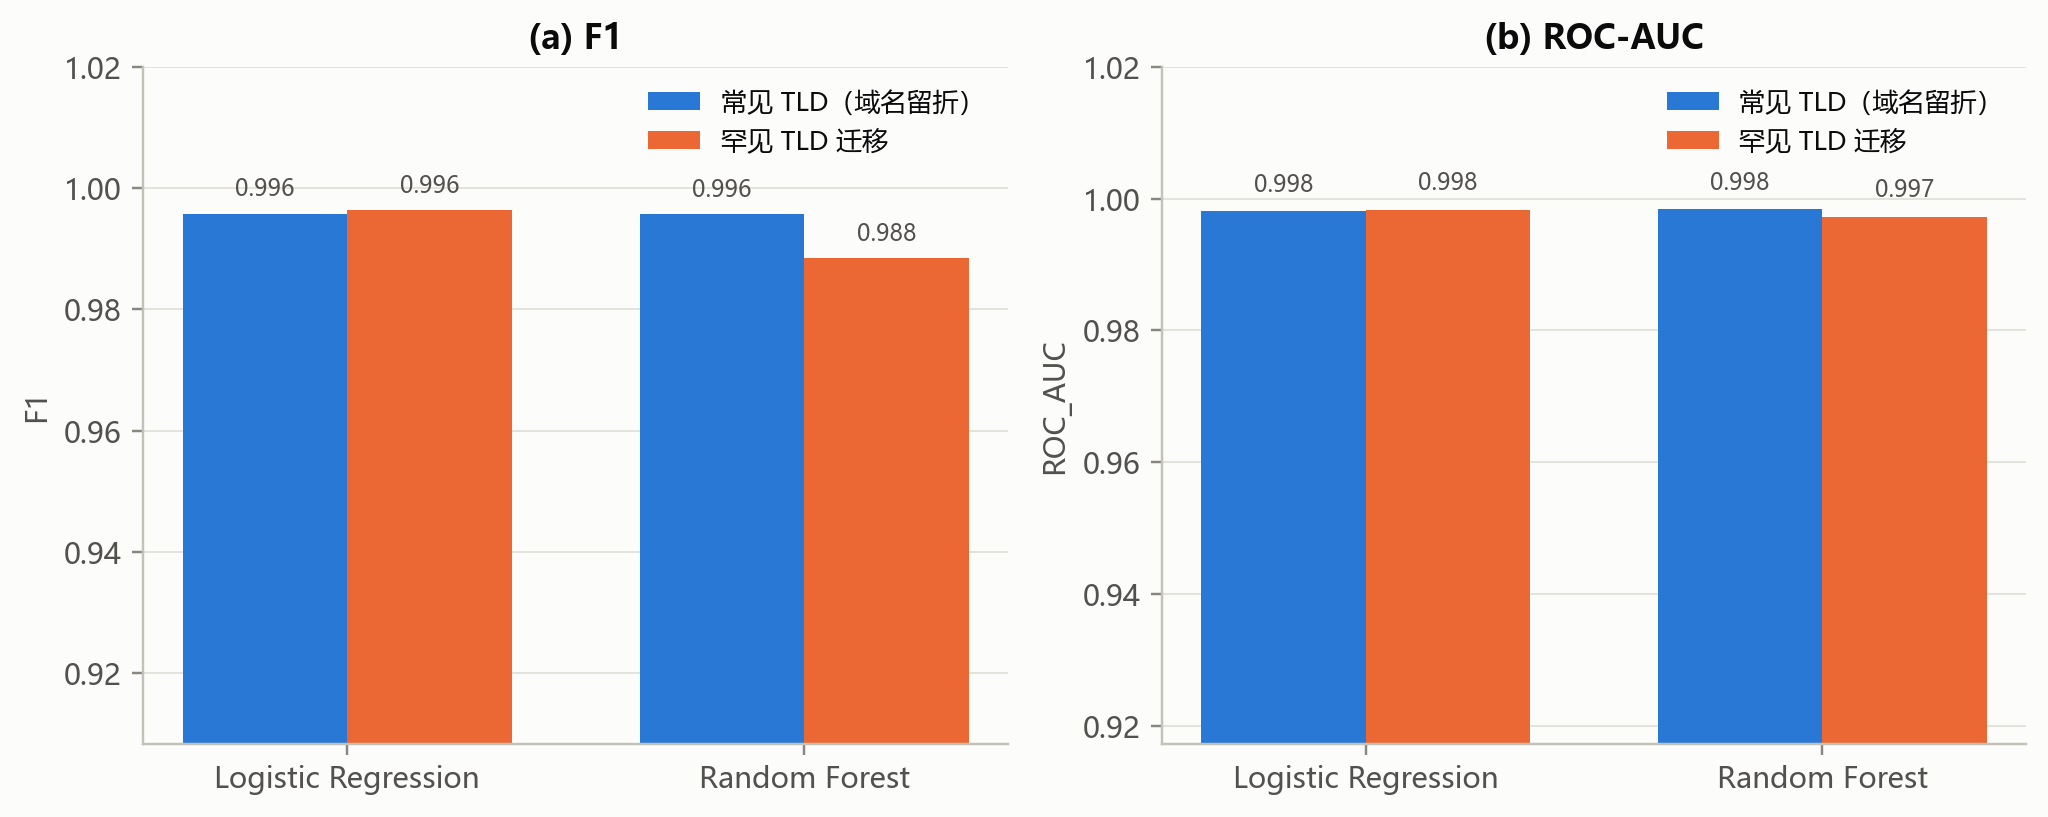 (a) F1
1.02
1.00
0.98
0.96
0.94
0.92
F1
常见 TLD（域名留折）
罕见 TLD 迁移
0.996
0.996
0.996
0.988
Logistic Regression
Random Forest
(b) ROC-AUC
1.02
1.00
0.98
0.96
0.94
0.92
ROC_AUC
常见 TLD（域名留折）
罕见 TLD 迁移
0.998
0.998
0.998
0.997
Logistic Regression
Random Forest